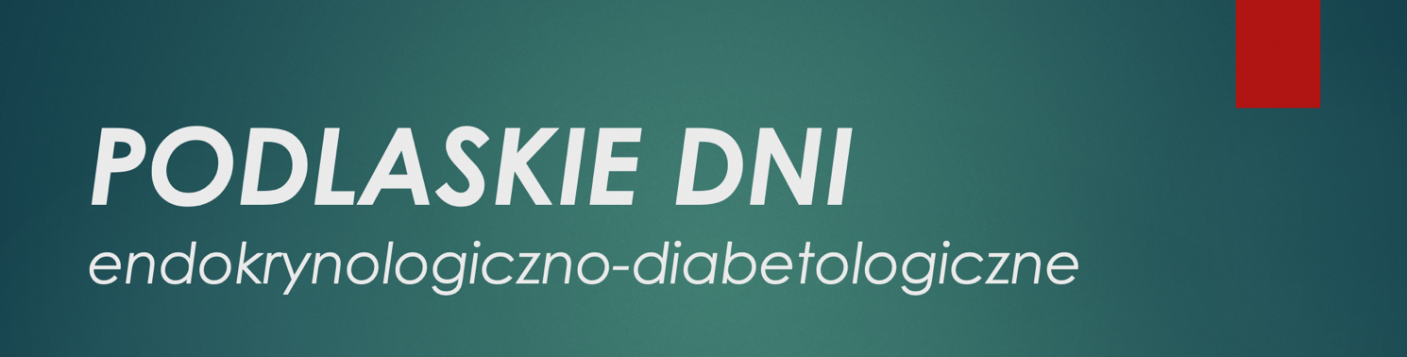 PODLASKIE DNI
endokrynologiczno-diabetologiczne